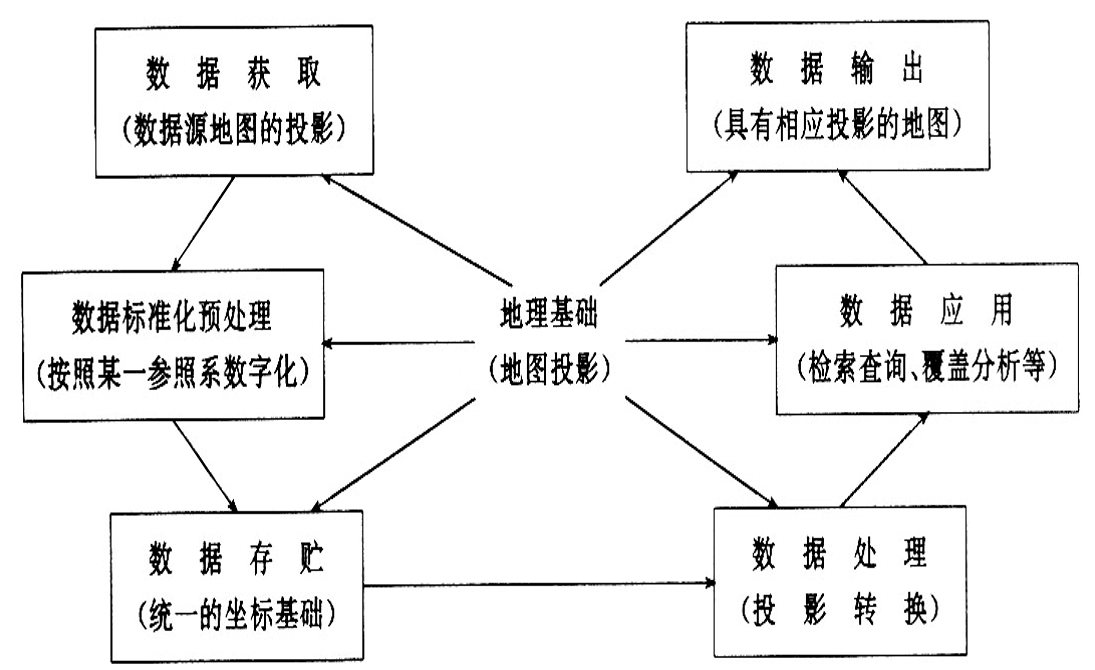 数据获取
(数据源地图的投影)
数据输出
(具有相应投影的地图)
地理基础
(地图投影)
数据标准化预处理
(按照某一参照系数字化)
数据应用
(检索查询、覆盖分析等)
数据存贮
(统一的坐标基础)
数据处理
(投影转换)